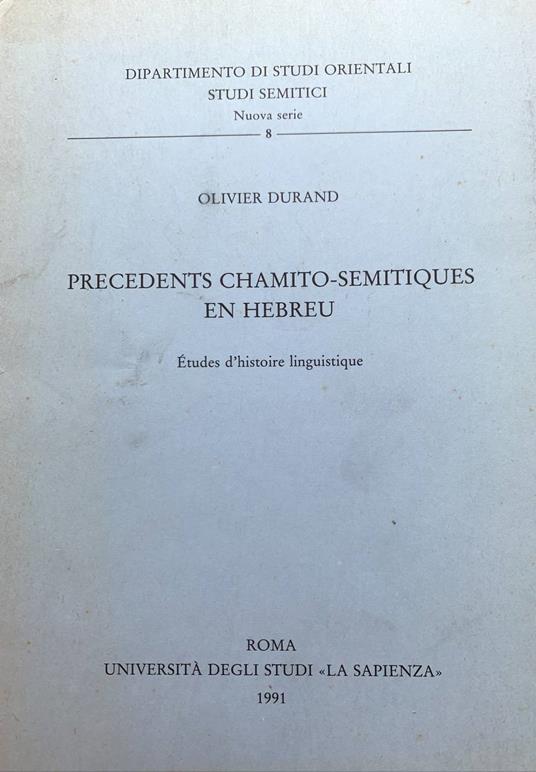 DIPARTIMENTO DI STUDI ORIENTALI
STUDI SEMITICI
Nuova serie
8
OLIVIER DURAND
PRECEDENTS CHAMITO-SEMITIQUES
EN HEBREU
Études d'histoire linguistique
ROMA
UNIVERSITÀ DEGLI STUDI «LA SAPIENZA»
1991